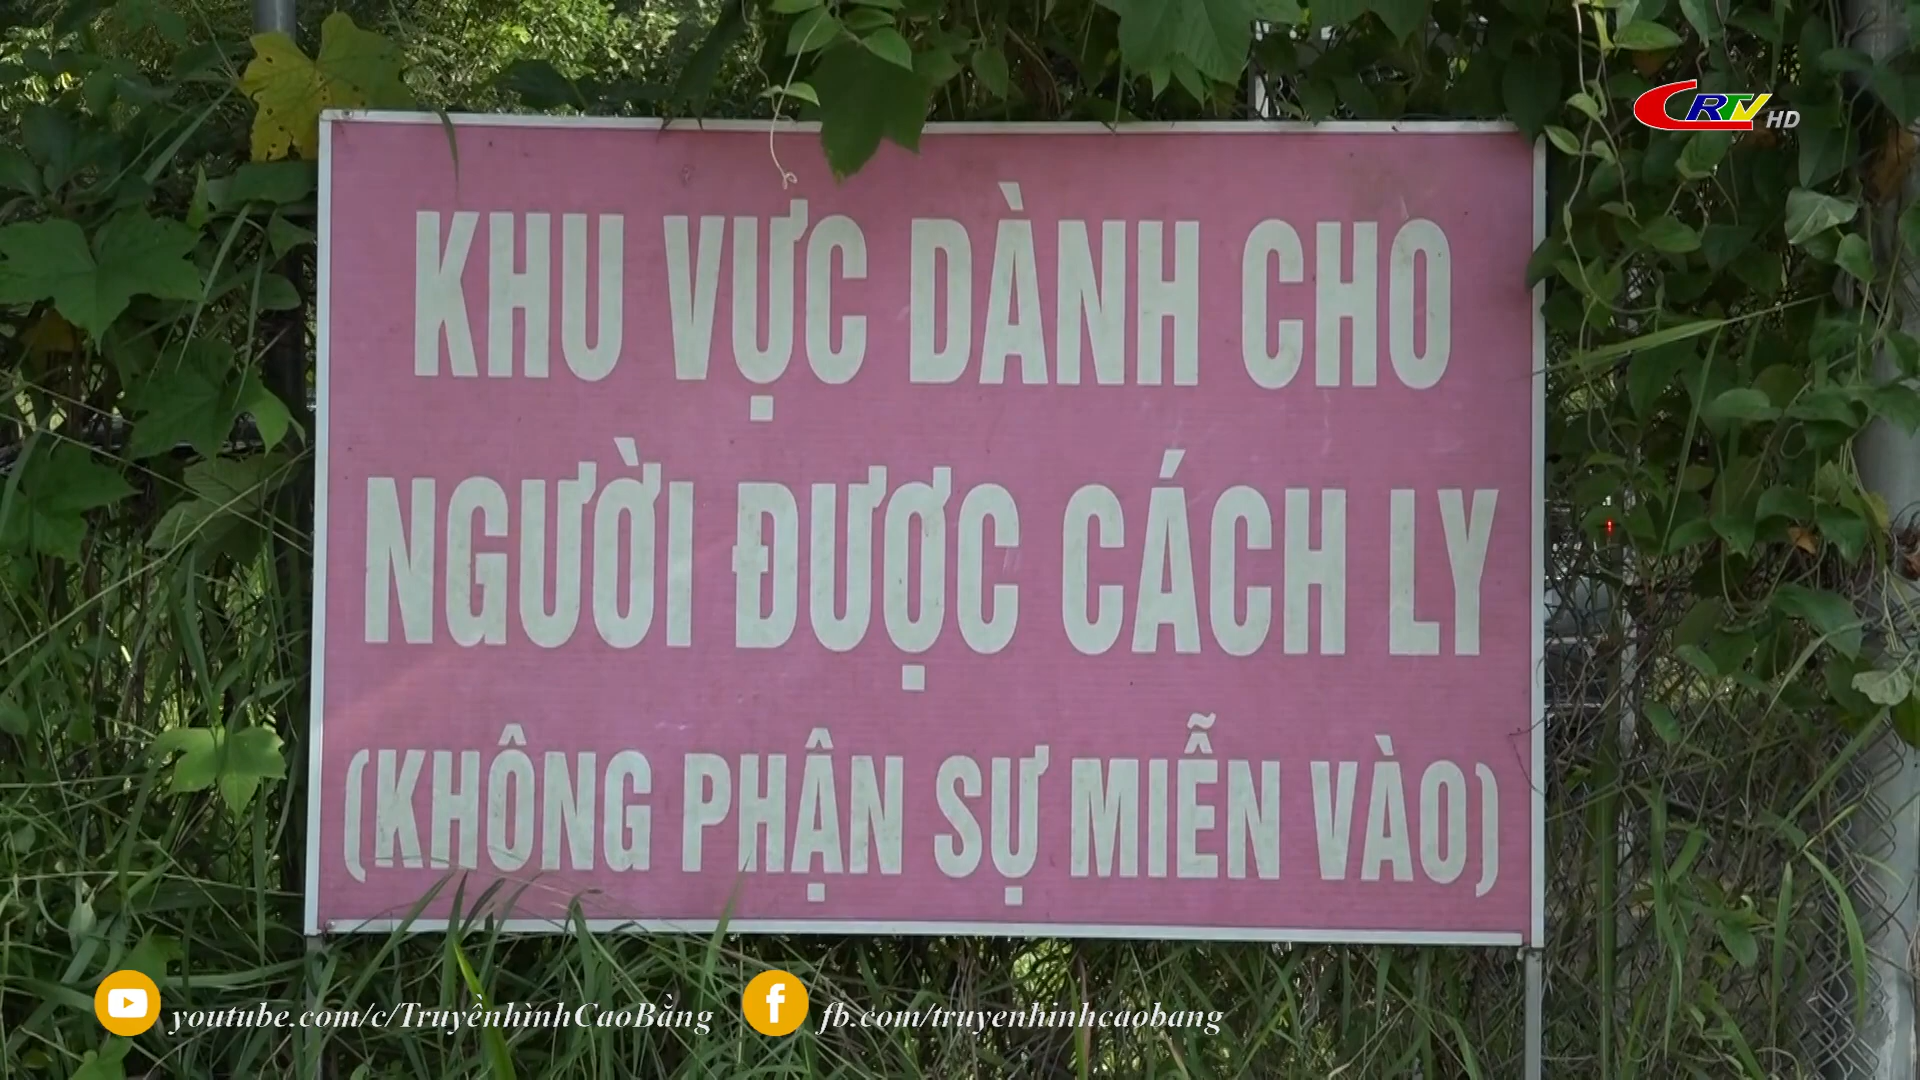 CRTV HD
KHU VỰC DÀNH CHO
NGƯỜI ĐƯỢC CÁCH LY
(KHÔNG PHẬN SỰ MIỄN VÀO)
youtube.com/c/TruyềnhìnhCaoBằng
fb.com/truyenhinhcaobang